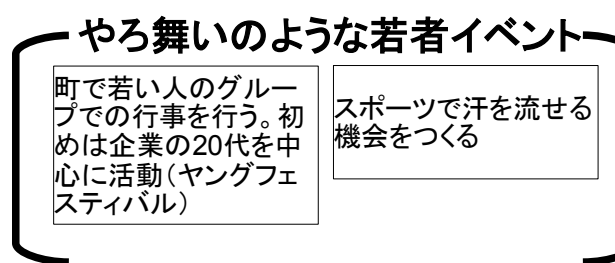 やろ舞いのような若者イベント
町で若い人のグルー
プでの行事を行う。初
めは企業の20代を中
心に活動（ヤングフェ
スティバル）
スポーツで汗を流せる
機会をつくる